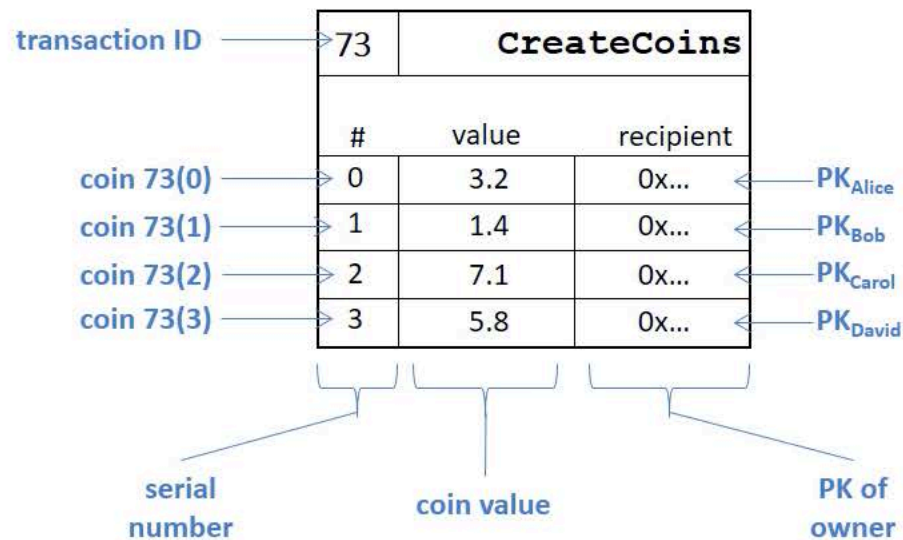 transaction ID 73 CreateCoins
# value recipient
coin 73(0) 0 3.2 0x... PKAlice
coin 73(1) 1 1.4 0x... PKBob
coin 73(2) 2 7.1 0x... PKCarol
coin 73(3) 3 5.8 0x... PKDavid
serial number
coin value
PK of owner